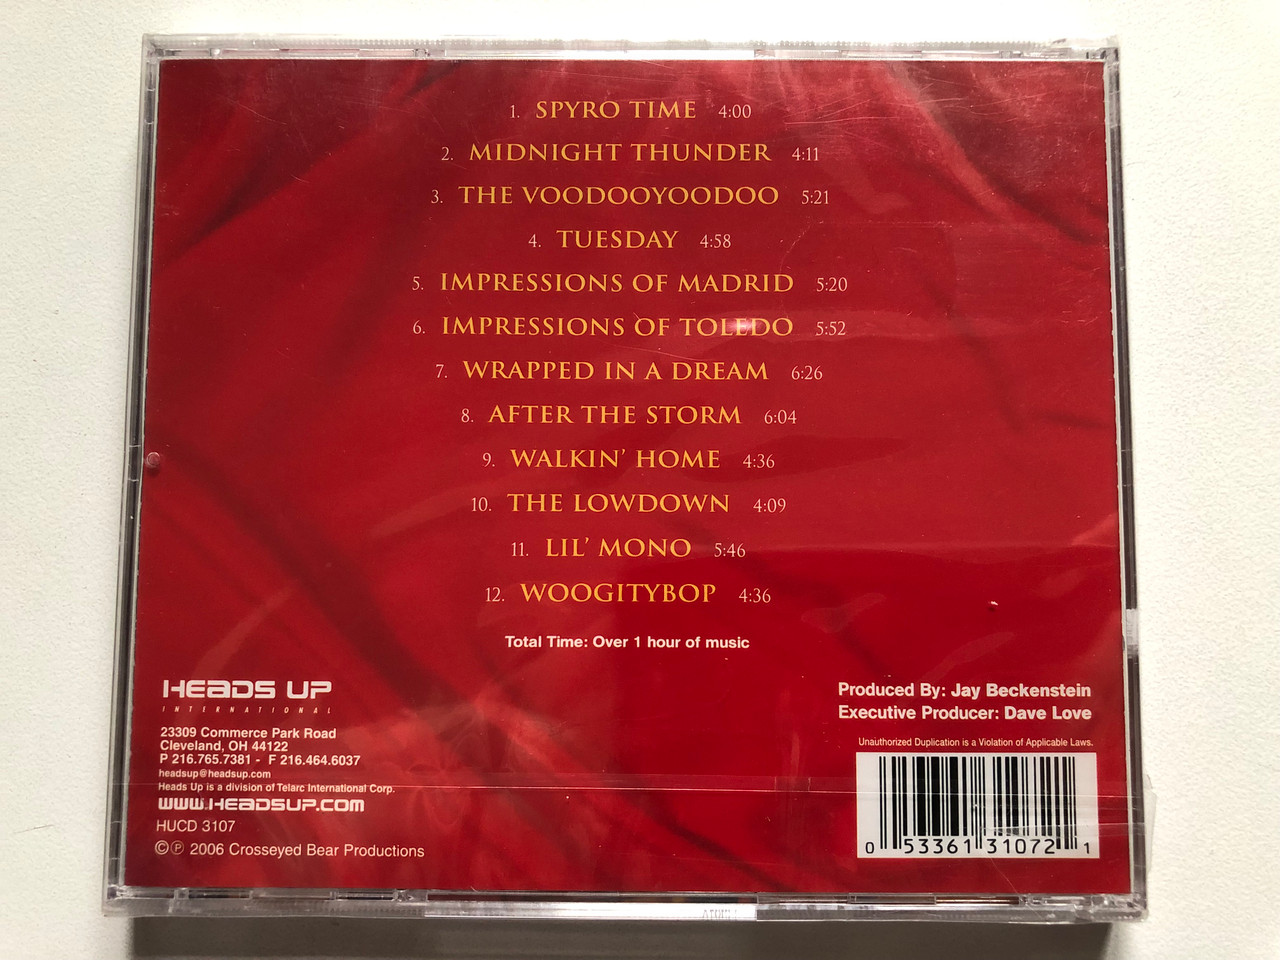 1. SPYRO TIME 4:00
2. MIDNIGHT THUNDER 4:11
3. THE VOODOOYOODOO 5:21
4. TUESDAY 4:58
5. IMPRESSIONS OF MADRID 5:20
6. IMPRESSIONS OF TOLEDO 5:52
7. WRAPPED IN A DREAM 6:26
8. AFTER THE STORM 6:04
9. WALKIN' HOME 4:36
10. THE LOWDOWN 4:09
11. LIL' MONO 5:46
12. WOOGITYBOP 4:36
Total Time: Over 1 hour of music
HEADS UP
INTERNATIONAL
23309 Commerce Park Road
Cleveland, OH 44122
P 216.765.7381 - F 216.464.6037
headsup@headsup.com
Heads Up is a division of Telarc International Corp.
WWW.HEADSUP.COM
HUCD 3107
©℗ 2006 Crosseyed Bear Productions
Produced By: Jay Beckenstein
Executive Producer: Dave Love
Unauthorized Duplication is a Violation of Applicable Laws.
0 53361 31072 1